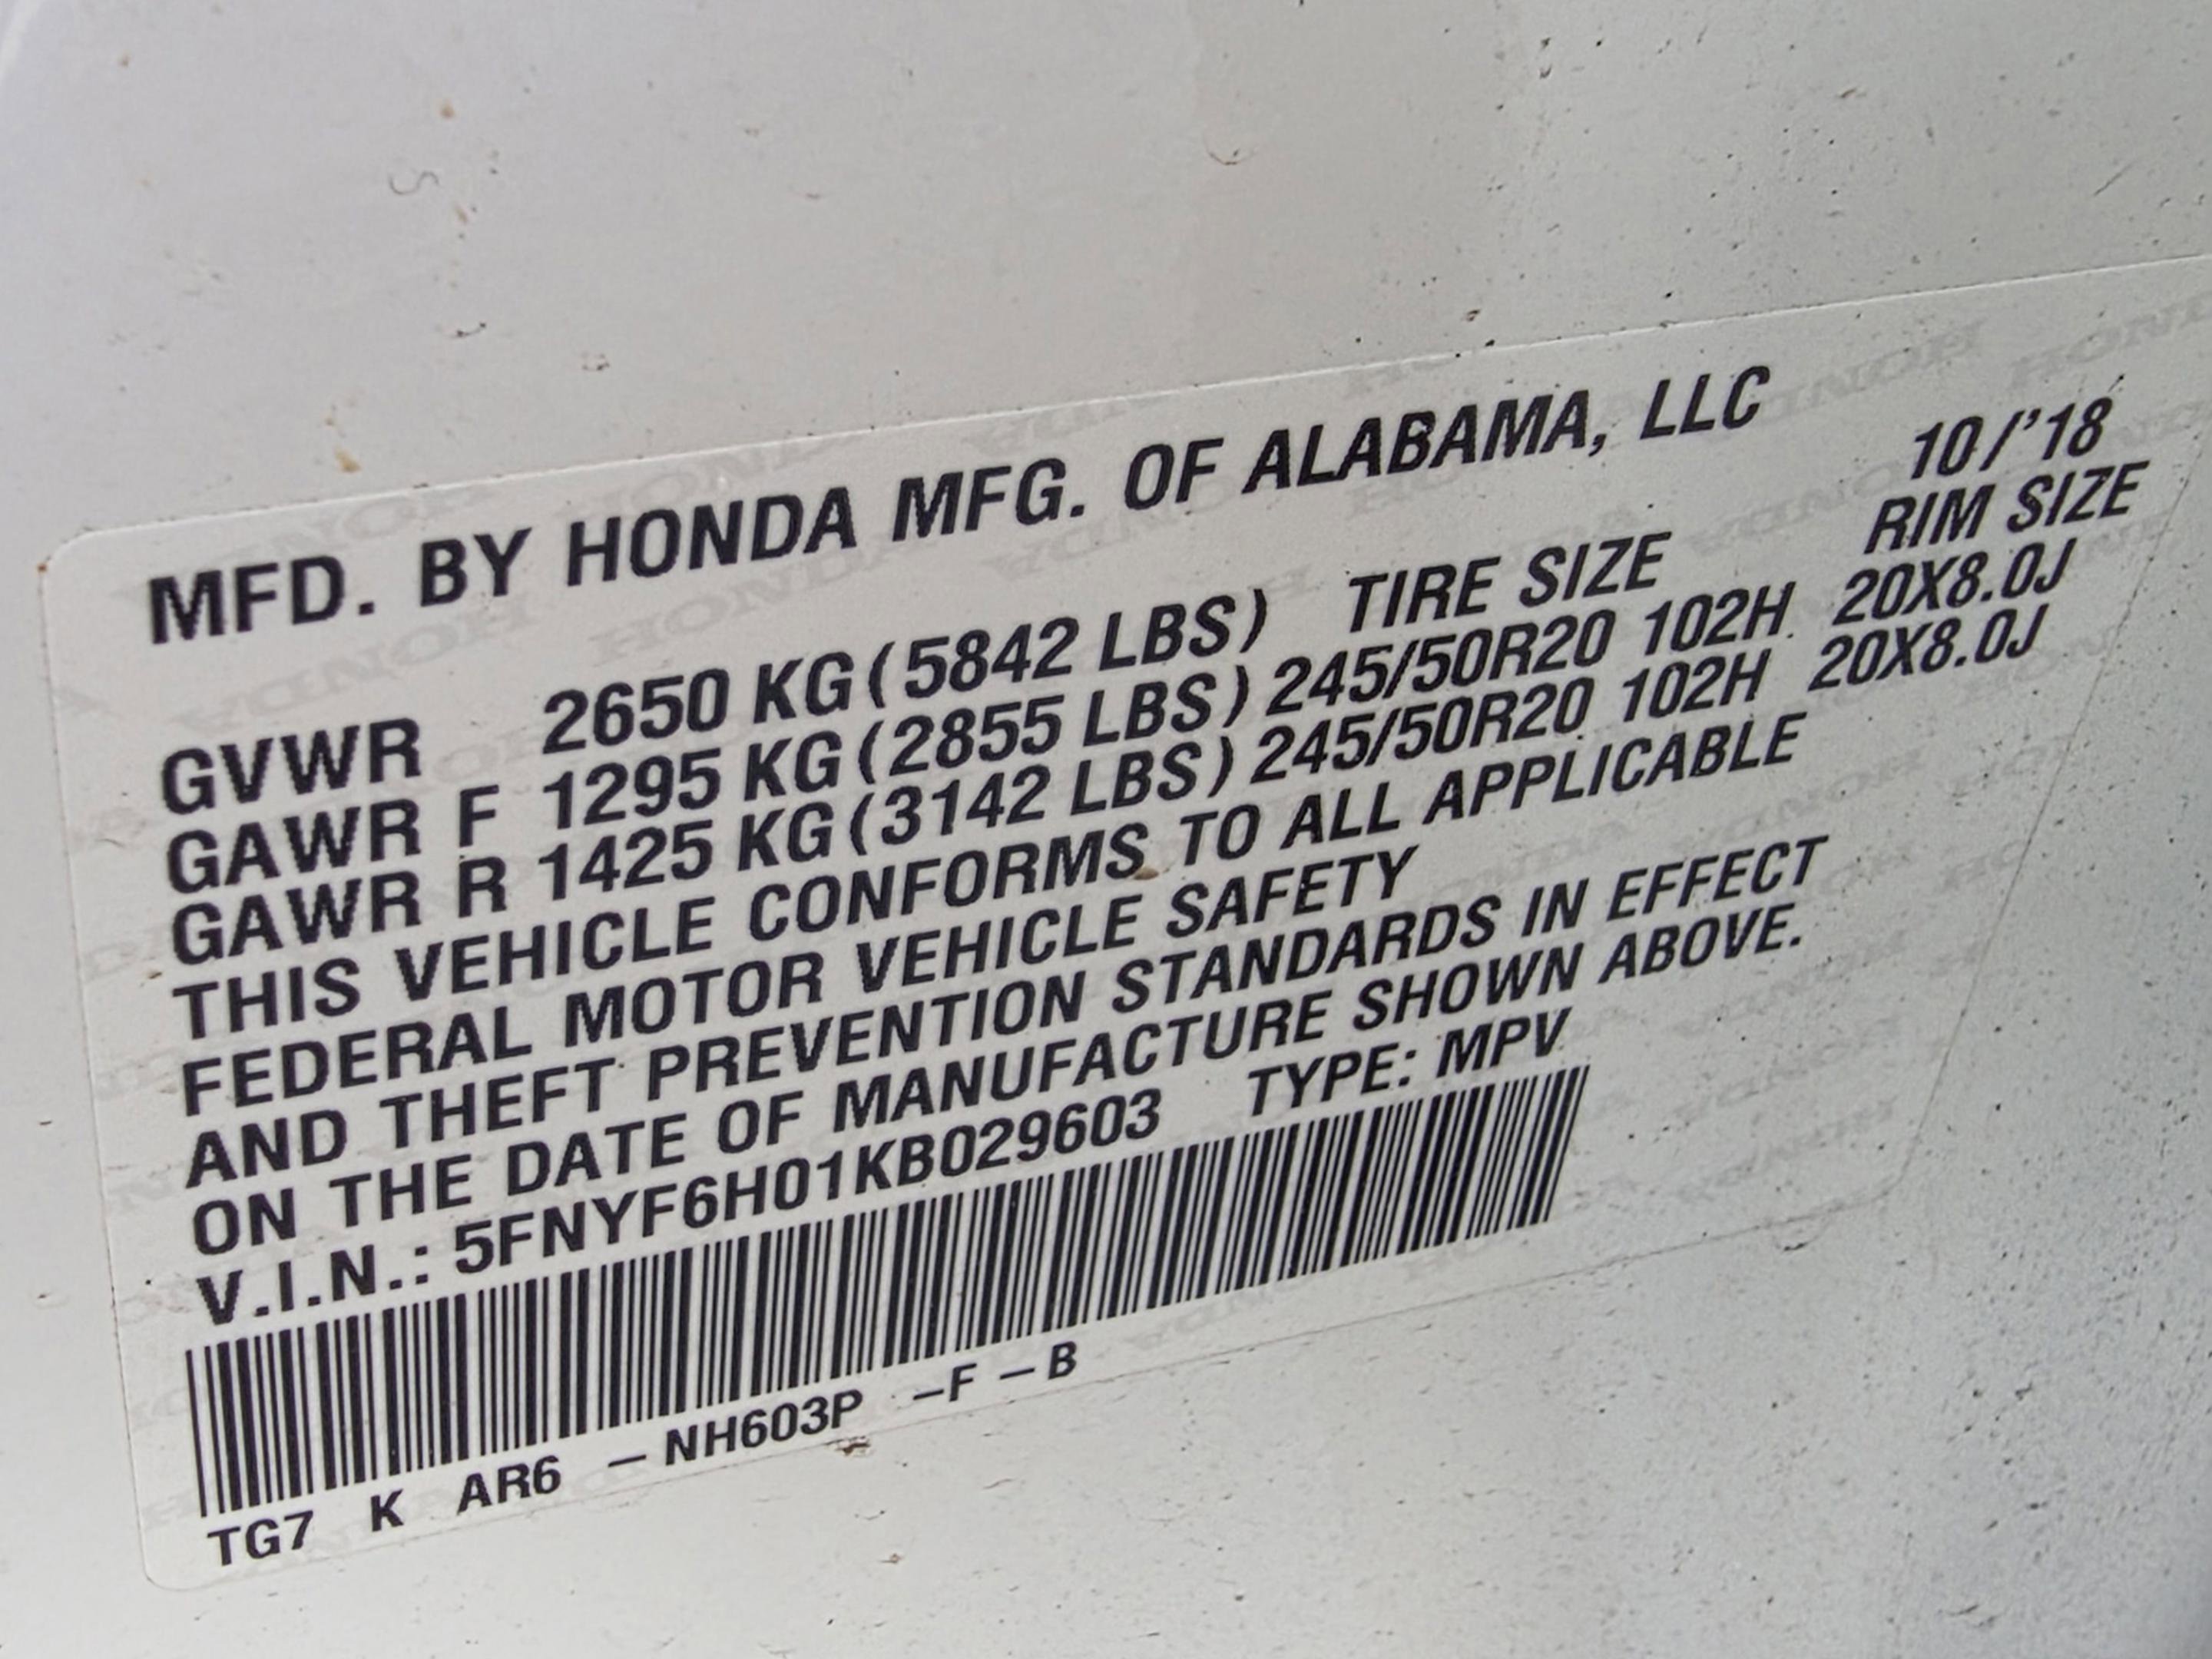 MFD. BY HONDA MFG. OF ALABAMA, LLC
10/'18
GVWR 2650 KG (5842 LBS) TIRE SIZE RIM SIZE
GAWR F 1295 KG (2855 LBS) 245/50R20 102H 20X8.0J
GAWR R 1425 KG (3142 LBS) 245/50R20 102H 20X8.0J
THIS VEHICLE CONFORMS TO ALL APPLICABLE
FEDERAL MOTOR VEHICLE SAFETY
AND THEFT PREVENTION STANDARDS IN EFFECT
ON THE DATE OF MANUFACTURE SHOWN ABOVE.
V.I.N.: 5FNYF6H01KB029603 TYPE: MPV
TG7 K AR6 – NH603P –F – B